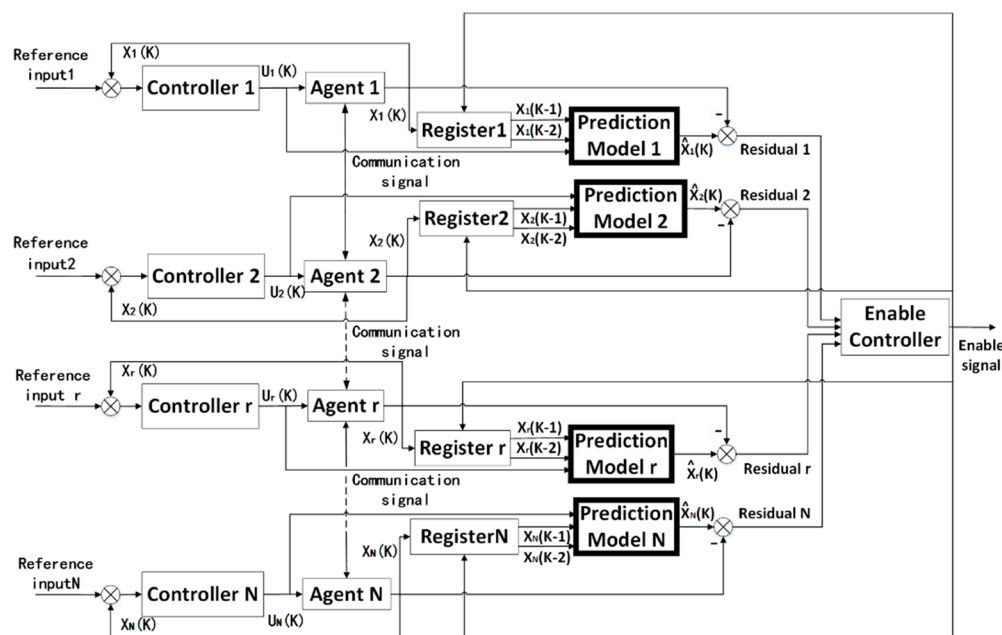 Reference
input1
X1(K)
Controller 1
U1(K)
Agent 1
X1(K)
Register1
X1(K-1)
X1(K-2)
Prediction
Model 1
X̂1(K)
Residual 1
Communication
signal
Reference
input2
X2(K)
Controller 2
U2(K)
Agent 2
X2(K)
Register2
X2(K-1)
X2(K-2)
Prediction
Model 2
X̂2(K)
Residual 2
Enable
Controller
Enable
signal
Communication
signal
Reference
input r
Xr(K)
Controller r
Ur(K)
Agent r
Xr(K)
Register r
Xr(K-1)
Xr(K-2)
Prediction
Model r
X̂r(K)
Residual r
Communication
signal
Reference
inputN
XN(K)
Controller N
UN(K)
Agent N
XN(K)
RegisterN
XN(K-1)
XN(K-2)
Prediction
Model N
X̂N(K)
Residual N